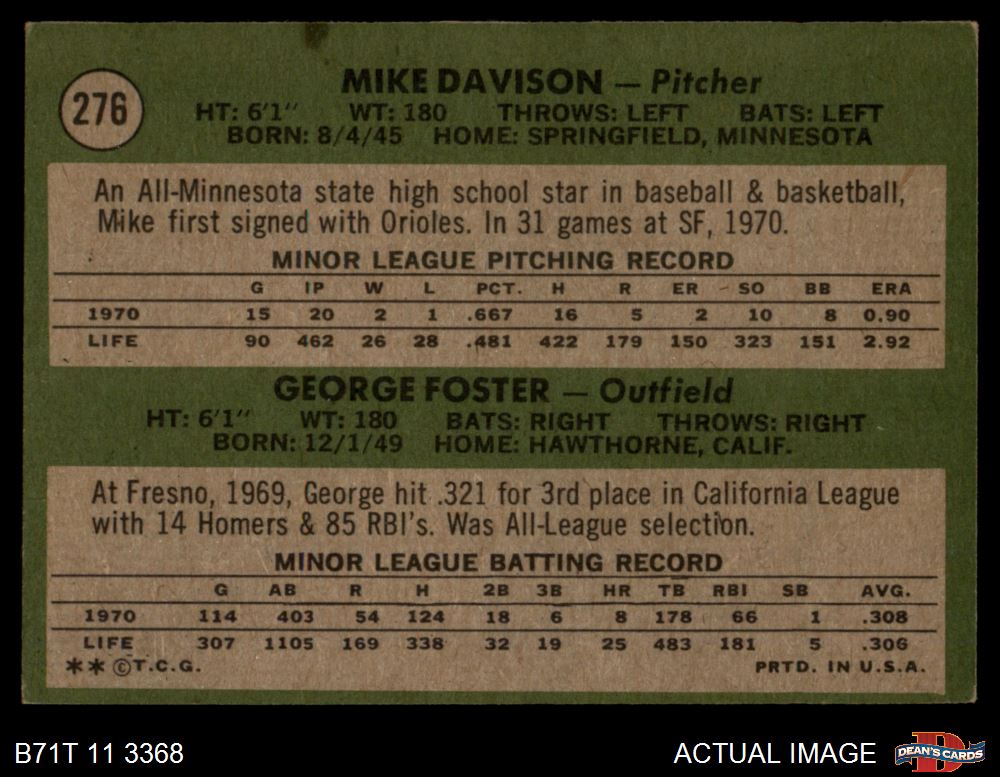 276
MIKE DAVISON — Pitcher
HT: 6'1" WT: 180 THROWS: LEFT BATS: LEFT
BORN: 8/4/45 HOME: SPRINGFIELD, MINNESOTA
An All-Minnesota state high school star in baseball & basketball,
Mike first signed with Orioles. In 31 games at SF, 1970.
MINOR LEAGUE PITCHING RECORD
G IP W L PCT. H R ER SO BB ERA
1970 15 20 2 1 .667 16 5 2 10 8 0.90
LIFE 90 462 26 28 .481 422 179 150 323 151 2.92
GEORGE FOSTER — Outfield
HT: 6'1" WT: 180 BATS: RIGHT THROWS: RIGHT
BORN: 12/1/49 HOME: HAWTHORNE, CALIF.
At Fresno, 1969, George hit .321 for 3rd place in California League
with 14 Homers & 85 RBI's. Was All-League selection.
MINOR LEAGUE BATTING RECORD
G AB R H 2B 3B HR TB RBI SB AVG.
1970 114 403 54 124 18 6 8 178 66 1 .308
LIFE 307 1105 169 338 32 19 25 483 181 5 .306
**©T.C.G. PRTD. IN U.S.A.
B71T 11 3368 ACTUAL IMAGE DEAN'S CARDS